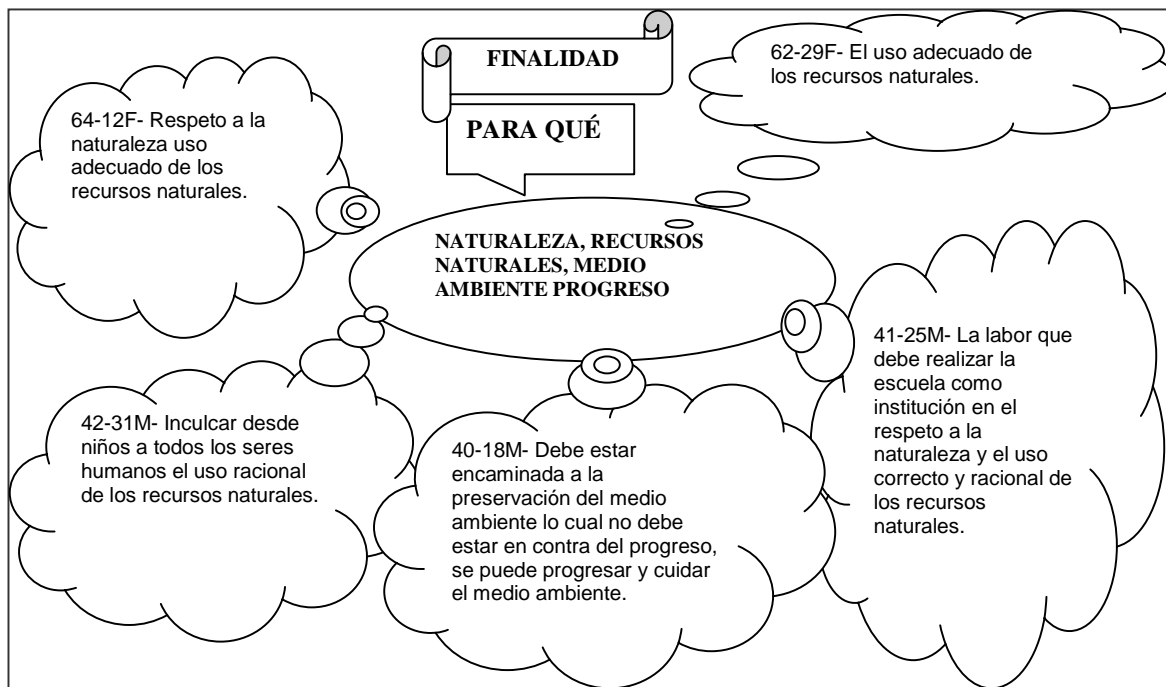 FINALIDAD
PARA QUÉ
62-29F- El uso adecuado de
los recursos naturales.
64-12F- Respeto a la
naturaleza uso
adecuado de los
recursos naturales.
NATURALEZA, RECURSOS
NATURALES, MEDIO
AMBIENTE PROGRESO
41-25M- La labor que
debe realizar la
escuela como
institución en el
respeto a la
naturaleza y el uso
correcto y racional de
los recursos
naturales.
42-31M- Inculcar desde
niños a todos los seres
humanos el uso racional
de los recursos naturales.
40-18M- Debe estar
encaminada a la
preservación del medio
ambiente lo cual no debe
estar en contra del progreso,
se puede progresar y cuidar
el medio ambiente.